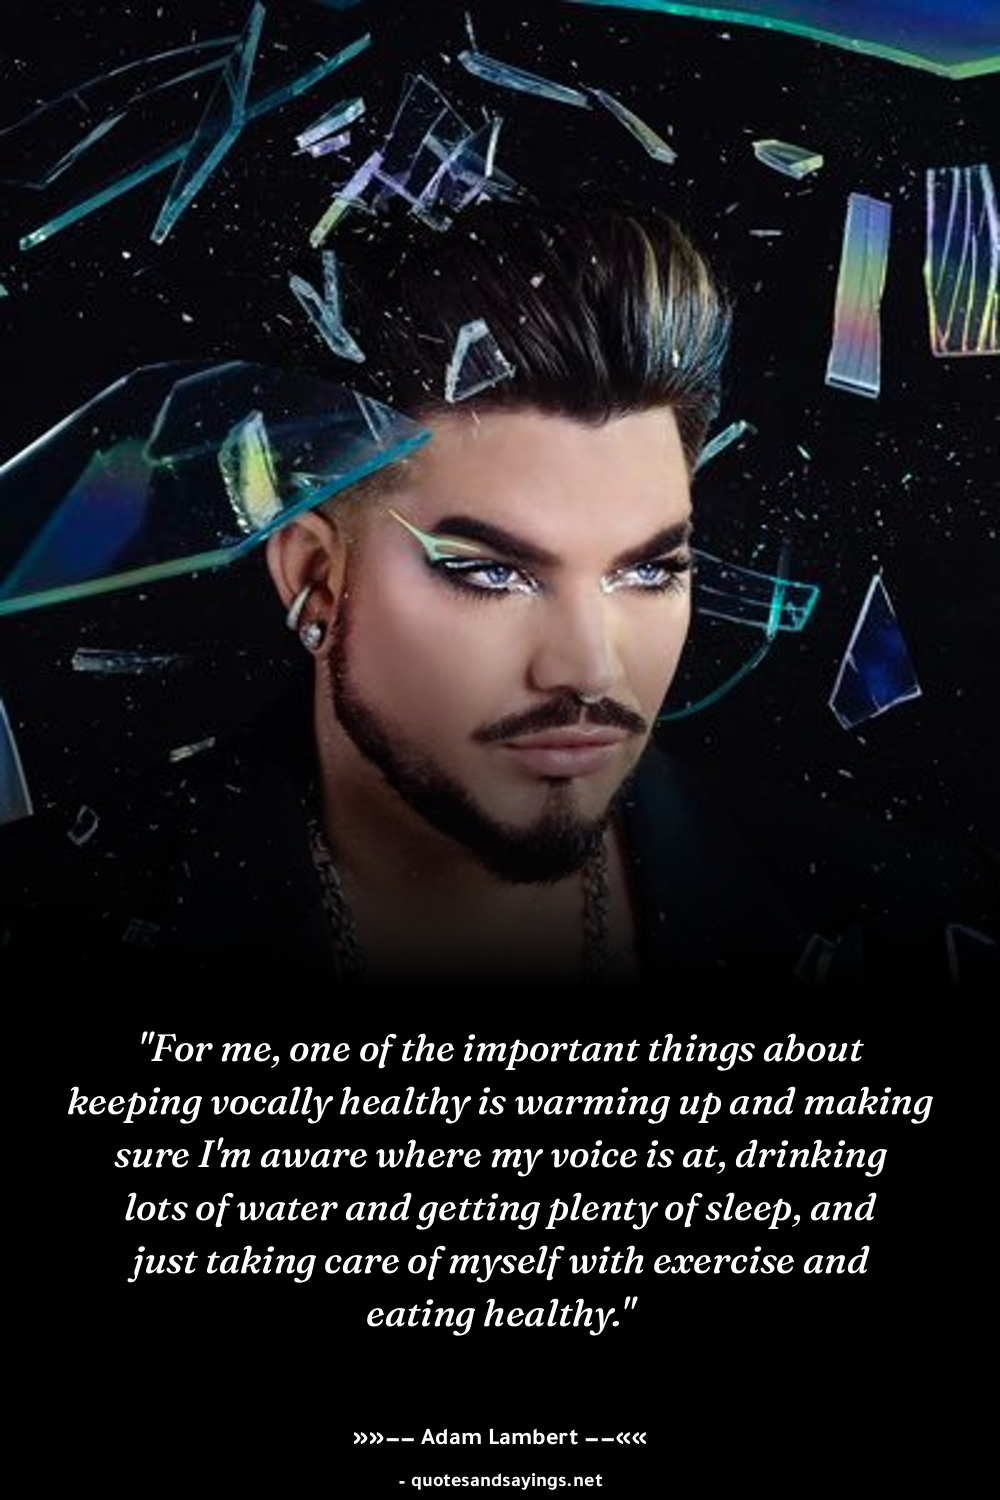 "For me, one of the important things about
keeping vocally healthy is warming up and making
sure I'm aware where my voice is at, drinking
lots of water and getting plenty of sleep, and
just taking care of myself with exercise and
eating healthy."
»»−− Adam Lambert −−««
- quotesandsayings.net